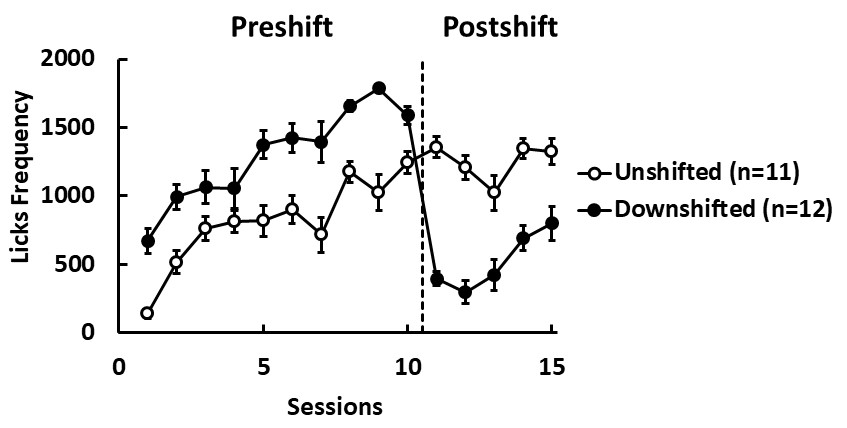 Preshift Postshift
2000
1500
1000
500
0
Licks Frequency
0 5 10 15
Sessions
Unshifted (n=11)
Downshifted (n=12)